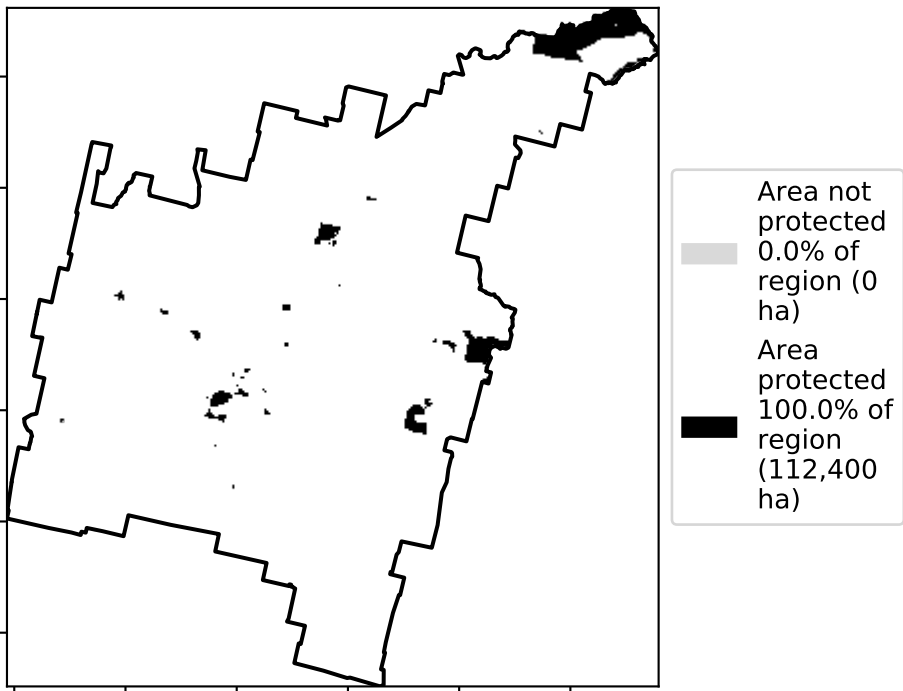 Area not
protected
0.0% of
region (0
ha)
Area
protected
100.0% of
region
(112,400
ha)